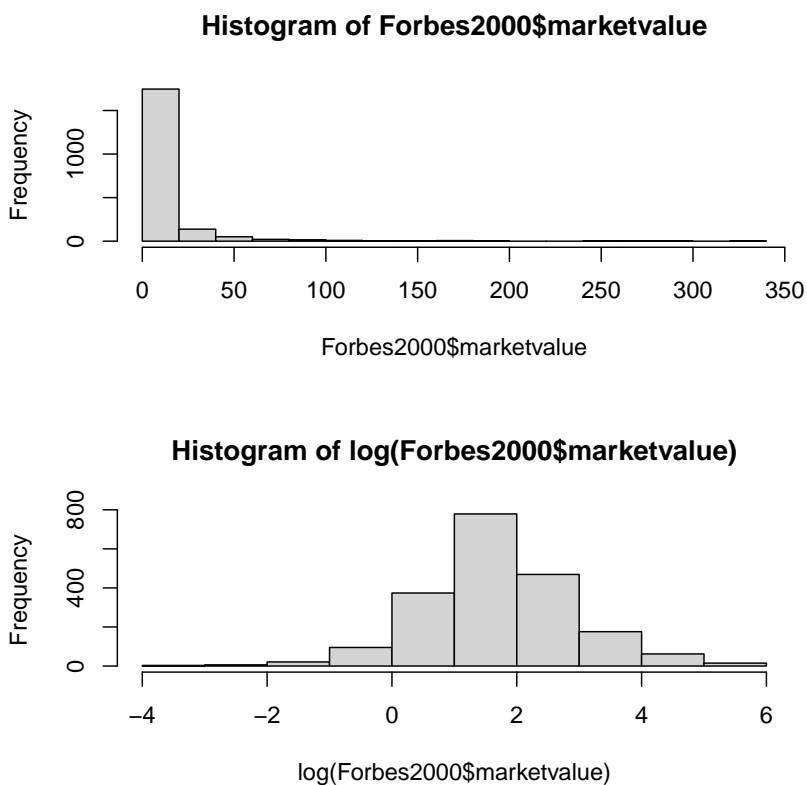 Histogram of Forbes2000$marketvalue
Frequency
0
1000
0 50 100 150 200 250 300 350
Forbes2000$marketvalue
Histogram of log(Forbes2000$marketvalue)
Frequency
0
400
800
−4 −2 0 2 4 6
log(Forbes2000$marketvalue)